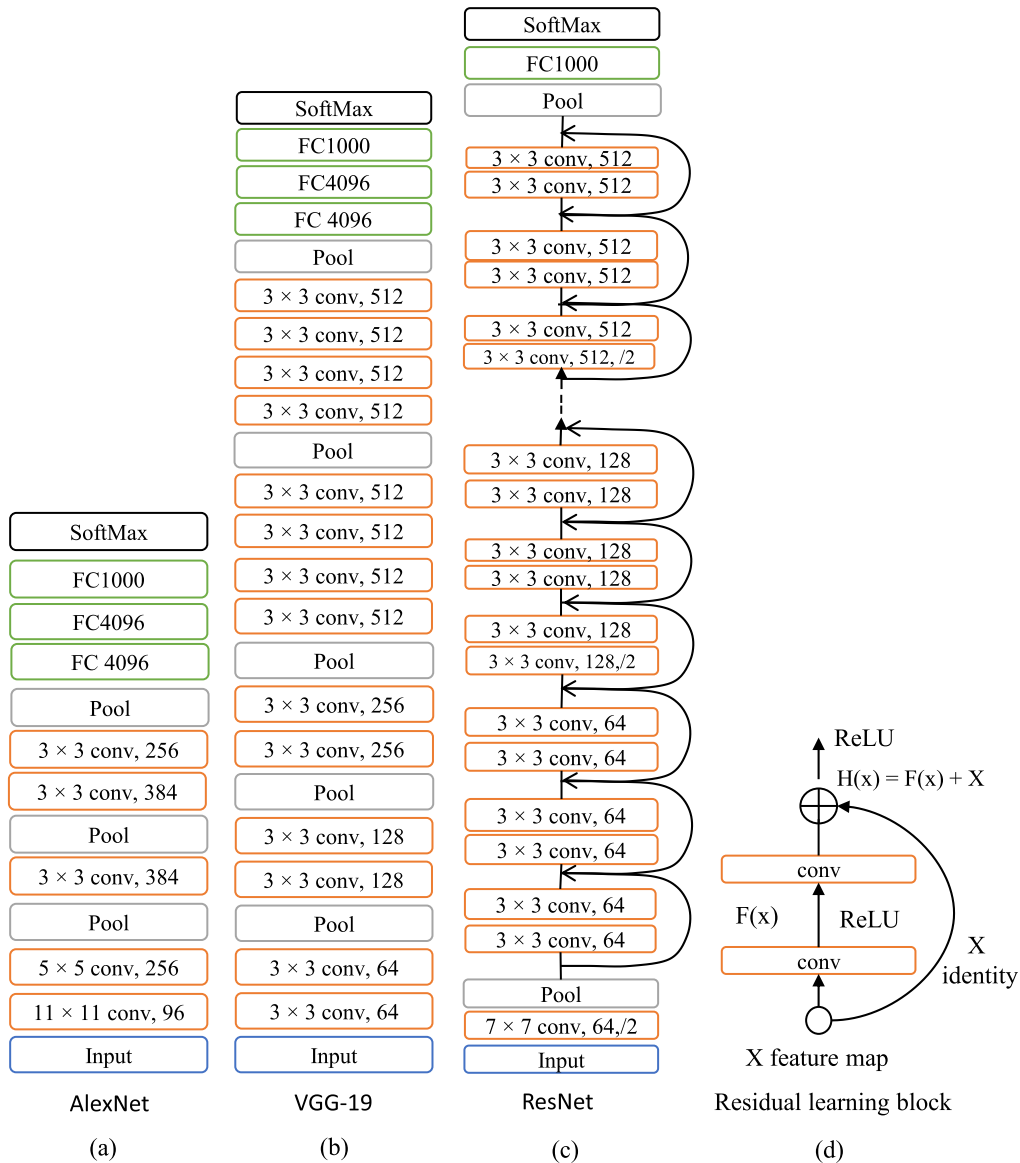 SoftMax
FC1000
FC4096
FC 4096
Pool
3 × 3 conv, 256
3 × 3 conv, 384
Pool
3 × 3 conv, 384
Pool
5 × 5 conv, 256
11 × 11 conv, 96
Input
AlexNet
(a)
SoftMax
FC1000
FC4096
FC 4096
Pool
3 × 3 conv, 512
3 × 3 conv, 512
3 × 3 conv, 512
3 × 3 conv, 512
Pool
3 × 3 conv, 512
3 × 3 conv, 512
3 × 3 conv, 512
3 × 3 conv, 512
Pool
3 × 3 conv, 256
3 × 3 conv, 256
Pool
3 × 3 conv, 128
3 × 3 conv, 128
Pool
3 × 3 conv, 64
3 × 3 conv, 64
Input
VGG-19
(b)
SoftMax
FC1000
Pool
3 × 3 conv, 512
3 × 3 conv, 512
3 × 3 conv, 512
3 × 3 conv, 512
3 × 3 conv, 512
3 × 3 conv, 512, /2
3 × 3 conv, 128
3 × 3 conv, 128
3 × 3 conv, 128
3 × 3 conv, 128
3 × 3 conv, 128
3 × 3 conv, 128,/2
3 × 3 conv, 64
3 × 3 conv, 64
3 × 3 conv, 64
3 × 3 conv, 64
3 × 3 conv, 64
3 × 3 conv, 64
Pool
7 × 7 conv, 64,/2
Input
ResNet
(c)
ReLU
H(x) = F(x) + X
conv
F(x)
ReLU
conv
X
identity
X feature map
Residual learning block
(d)